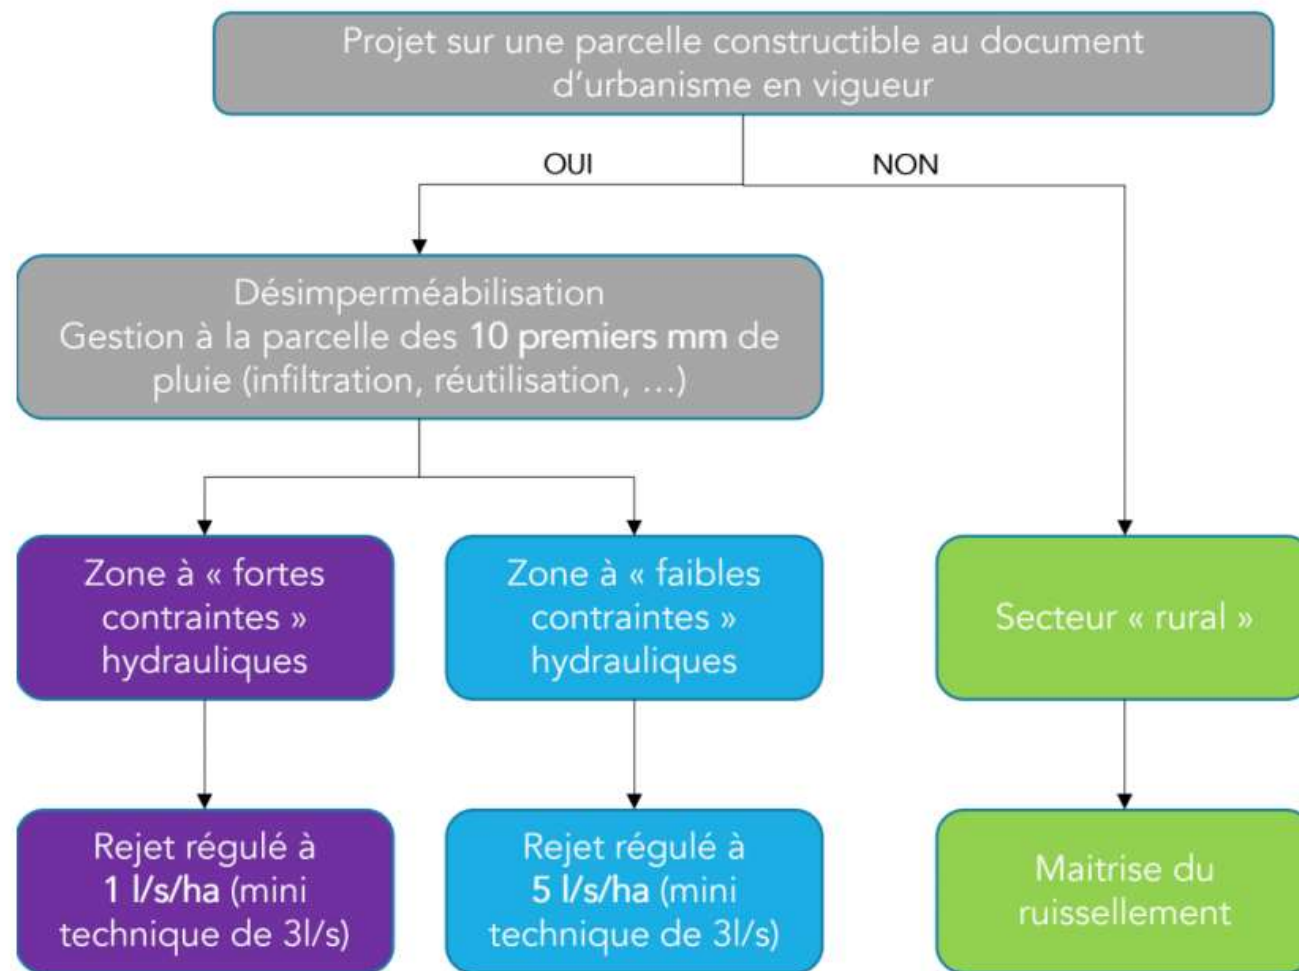 Projet sur une parcelle constructible au document
d’urbanisme en vigueur
OUI
NON
Désimperméabilisation
Gestion à la parcelle des 10 premiers mm de
pluie (infiltration, réutilisation, …)
Zone à « fortes
contraintes »
hydrauliques
Zone à « faibles
contraintes »
hydrauliques
Secteur « rural »
Rejet régulé à
1 l/s/ha (mini
technique de 3l/s)
Rejet régulé à
5 l/s/ha (mini
technique de 3l/s)
Maitrise du
ruissellement